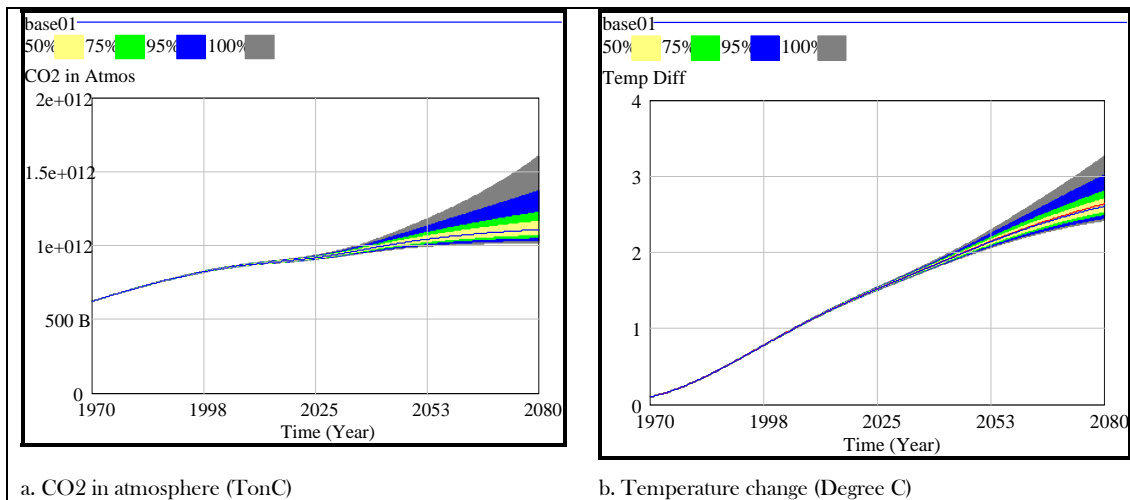 base01
50% 75% 95% 100%
CO2 in Atmos
2e+012
1.5e+012
1e+012
500 B
0
1970 1998 2025 2053 2080
Time (Year)
a. CO2 in atmosphere (TonC)
base01
50% 75% 95% 100%
Temp Diff
4
3
2
1
0
1970 1998 2025 2053 2080
Time (Year)
b. Temperature change (Degree C)